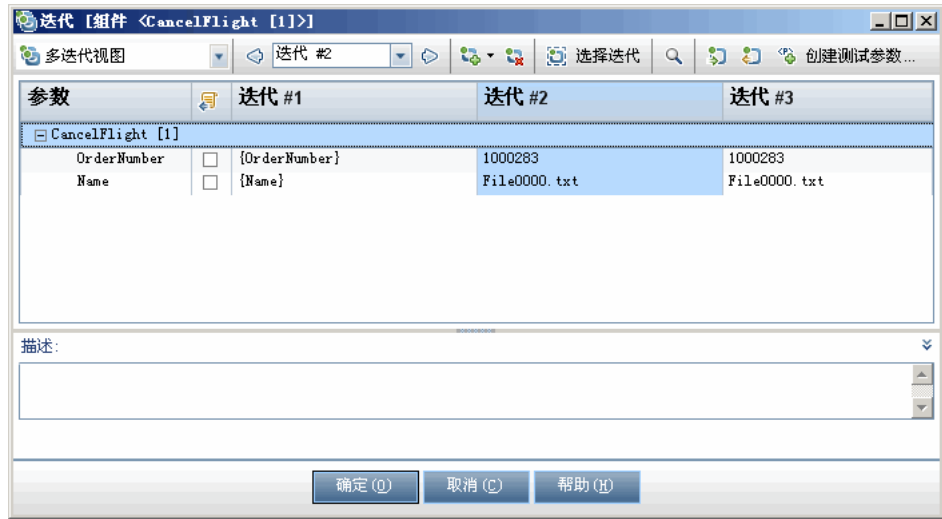 迭代 [组件 <CancelFlight [1]>]
多迭代视图 迭代 #2 选择迭代 创建测试参数...
参数 迭代 #1 迭代 #2 迭代 #3
CancelFlight [1]
OrderNumber {OrderNumber} 1000283 1000283
Name {Name} File0000.txt File0000.txt
描述:
确定(O) 取消(C) 帮助(H)